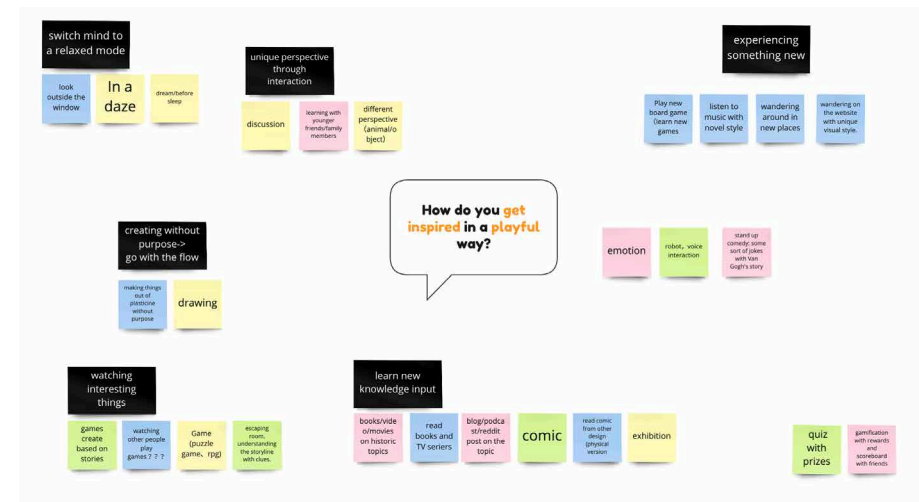 switch mind to
a relaxed mode
look
outside the
window
In a
daze
dream/before
sleep
unique perspective
through
interaction
discussion
learning with
younger
friends/family
members
different
perspective
(animal/o
bject)
experiencing
something new
Play new
board game
(learn new
games
listen to
music with
novel style
wandering
around in
new places
wandering on
the website
with unique
visual style.
How do you get
inspired in a playful
way?
creating without
purpose->
go with the flow
making things
out of
plasticine
without
purpose
drawing
emotion
robot、voice
interaction
stand up
comedy: some
sort of jokes
with Van
Gogh's story
watching
interesting
things
games
create
based on
stories
watching
other people
play
games？？？
Game
(puzzle
game、rpg)
escaping
room,
understanding
the storyline
with clues.
learn new
knowledge input
books/vide
o/movies
on historic
topics
read
books and
TV seriers
blog/podca
st/reddit
post on the
topic
comic
read comic
from other
design
(physical
version
exhibition
quiz
with
prizes
gamification
with rewards
and
scoreboard
with friends